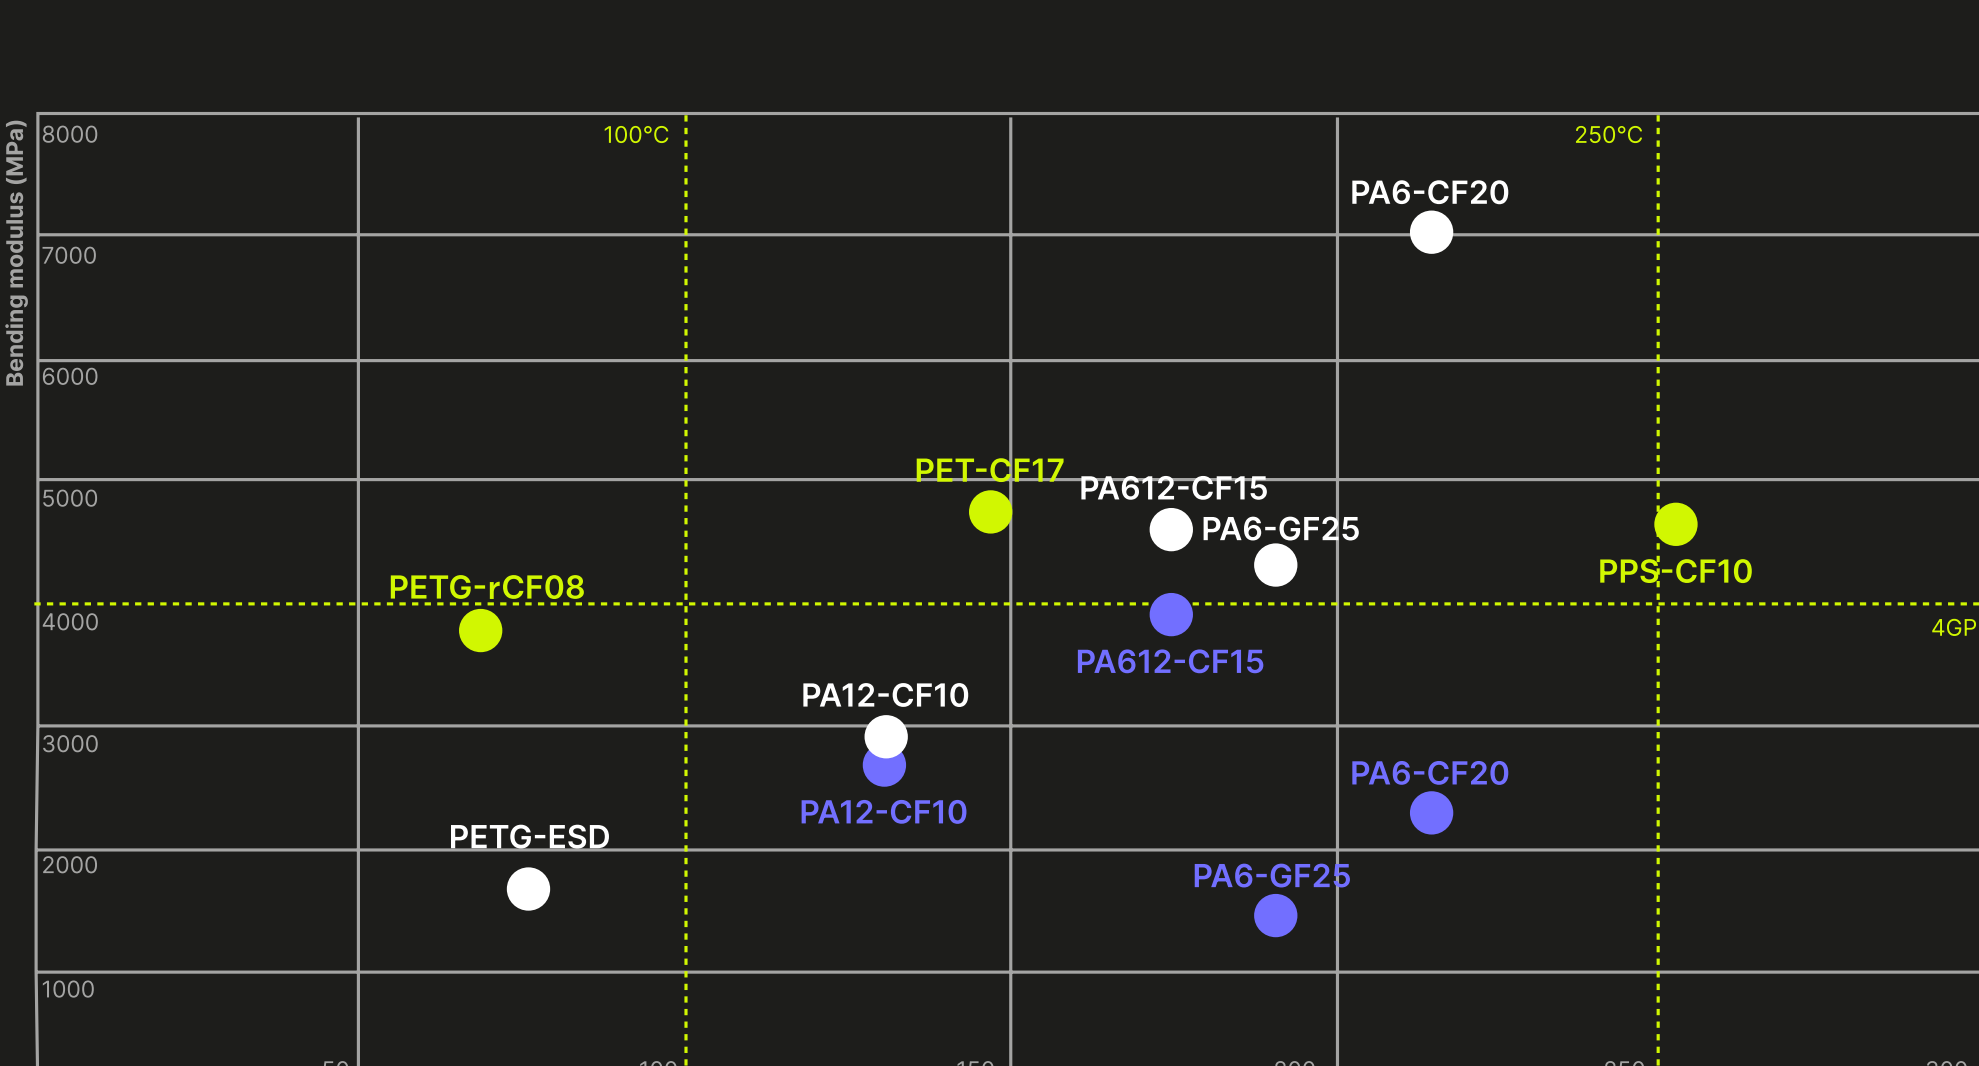 Bending modulus (MPa)
8000
100°C
250°C
PA6-CF20
7000
6000
PET-CF17
PA612-CF15
5000
PA6-GF25
PPS-CF10
PETG-rCF08
4000
4GP
PA612-CF15
PA12-CF10
3000
PA6-CF20
PA12-CF10
PETG-ESD
2000
PA6-GF25
1000